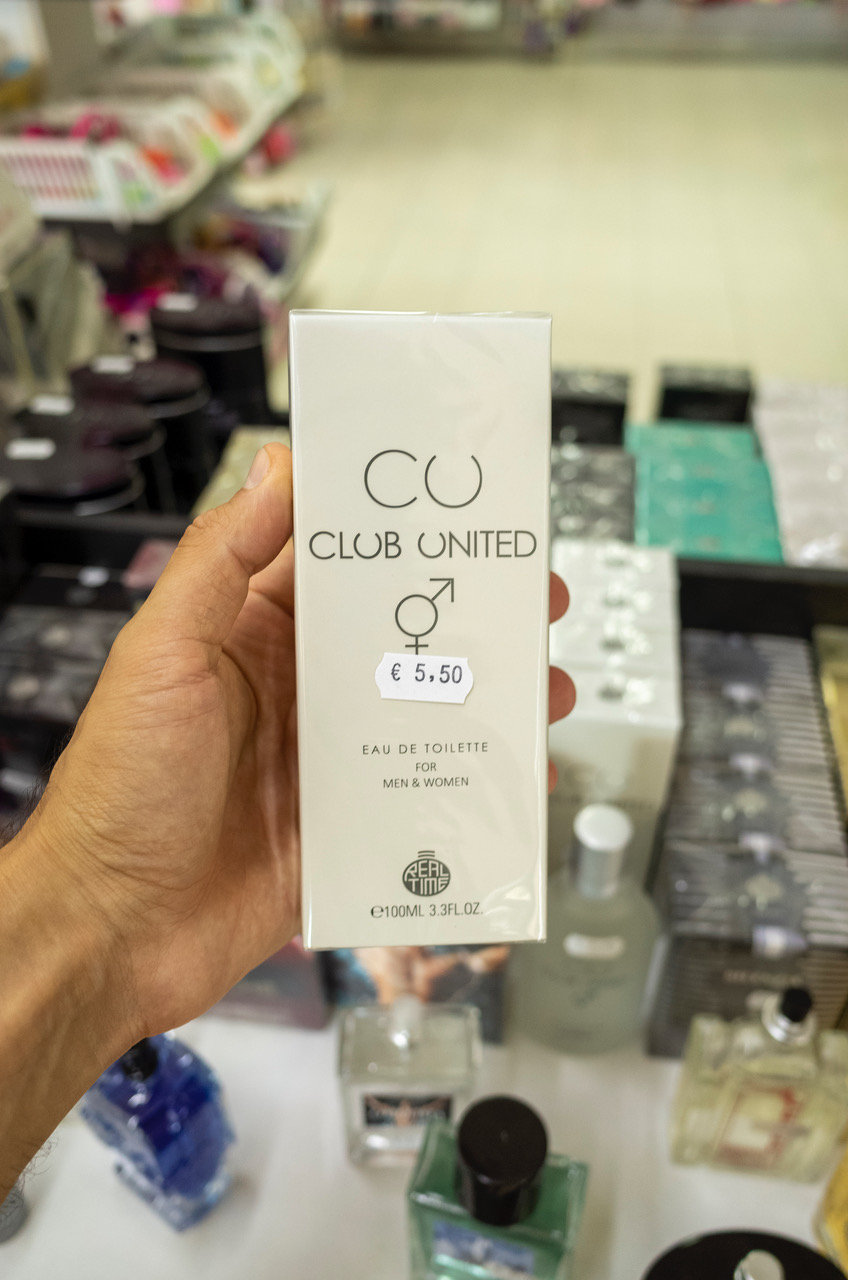 CU
CLUB UNITED
€ 5,50
EAU DE TOILETTE
FOR
MEN & WOMEN
REAL
TIME
℮100ML 3.3FL.OZ.